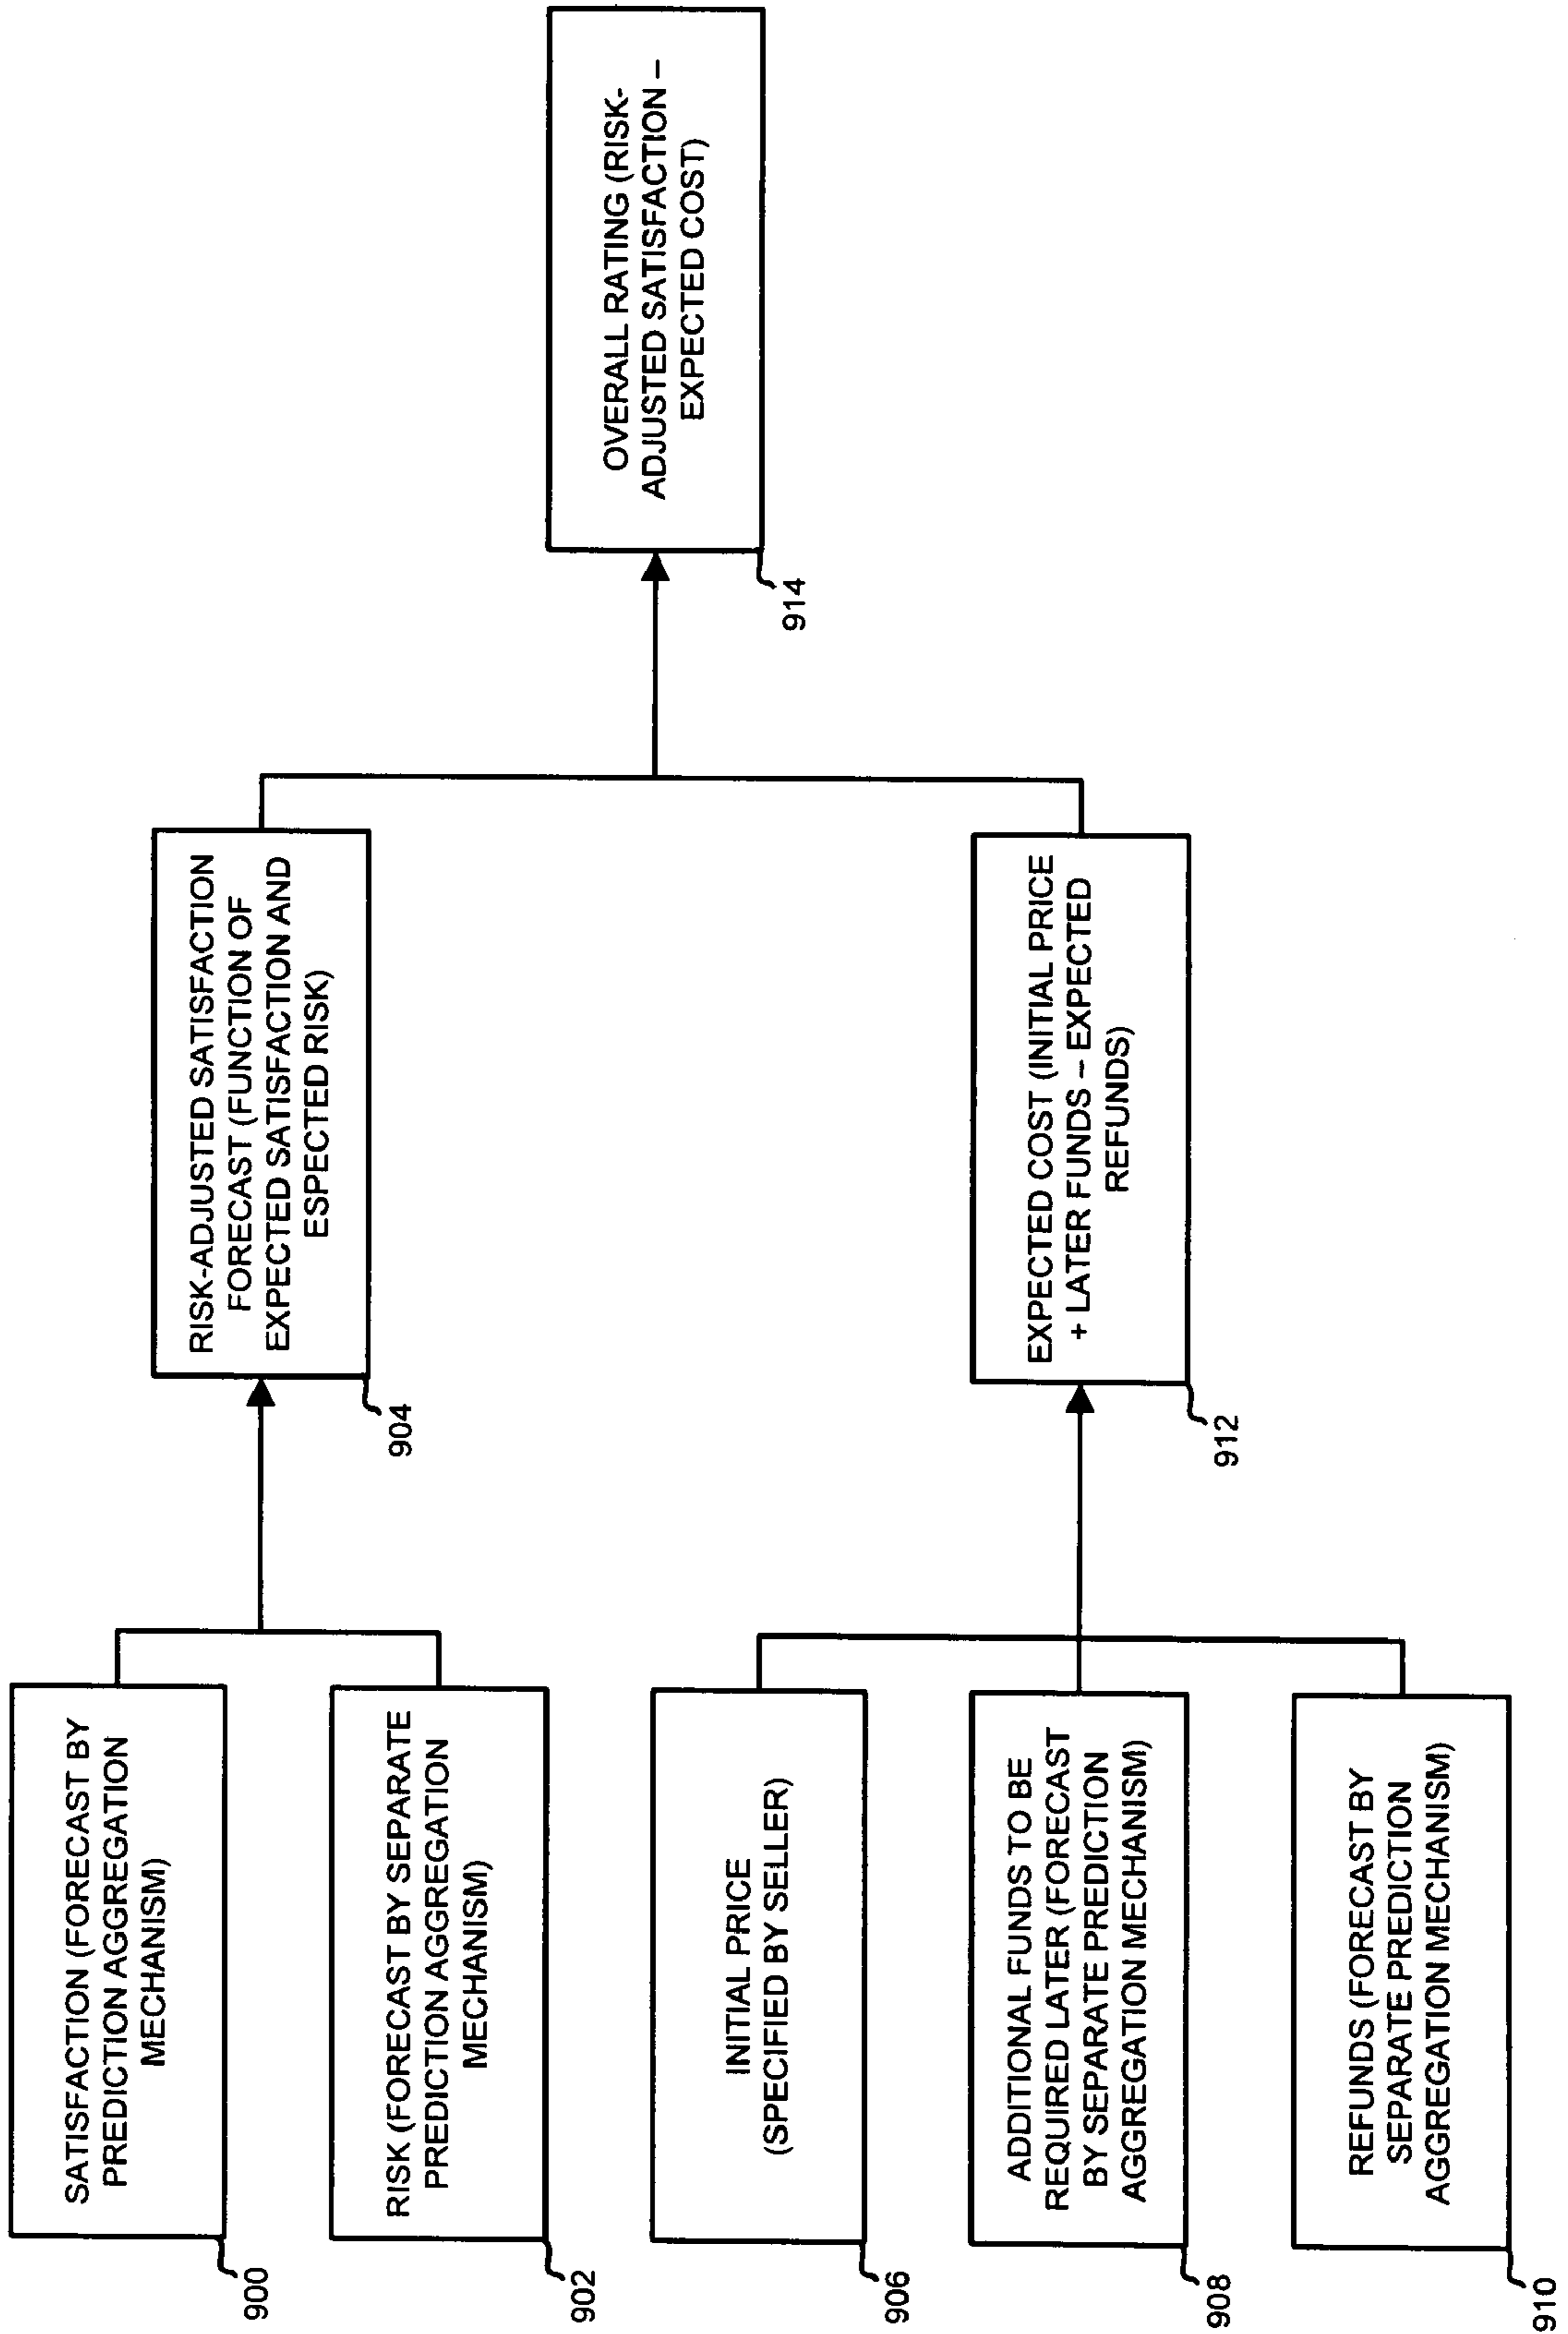 SATISFACTION (FORECAST BY
PREDICTION AGGREGATION
MECHANISM)
900
RISK (FORECAST BY SEPARATE
PREDICTION AGGREGATION
MECHANISM)
902
RISK-ADJUSTED SATISFACTION
FORECAST (FUNCTION OF
EXPECTED SATISFACTION AND
ESPECTED RISK)
904
INITIAL PRICE
(SPECIFIED BY SELLER)
906
ADDITIONAL FUNDS TO BE
REQUIRED LATER (FORECAST
BY SEPARATE PREDICTION
AGGREGATION MECHANISM)
908
REFUNDS (FORECAST BY
SEPARATE PREDICTION
AGGREGATION MECHANISM)
910
EXPECTED COST (INITIAL PRICE
+ LATER FUNDS – EXPECTED
REFUNDS)
912
OVERALL RATING (RISK-
ADJUSTED SATISFACTION –
EXPECTED COST)
914